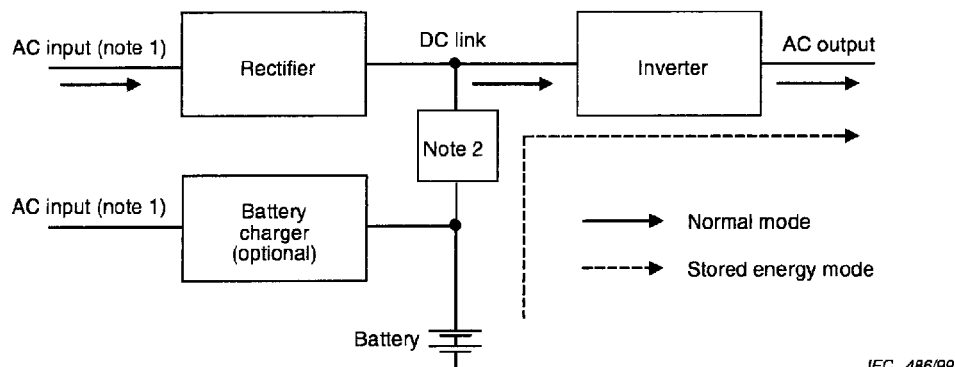 AC input (note 1)
Rectifier
DC link
Inverter
AC output
Note 2
AC input (note 1)
Battery
charger
(optional)
Normal mode
Stored energy mode
Battery
IEC 486/99